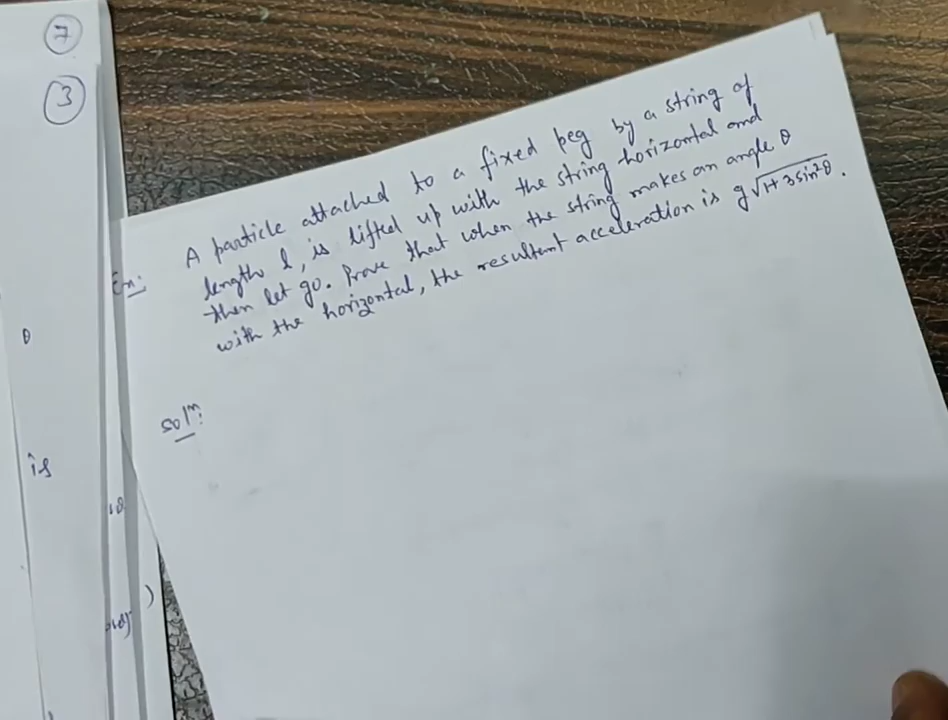 7
3
Ex:
A particle attached to a fixed peg by a string of
length l, is lifted up with the string horizontal and
then let go. Prove that when the string makes an angle θ
with the horizontal, the resultant acceleration is g√(1+3sin²θ).
Solⁿ:
θ
is